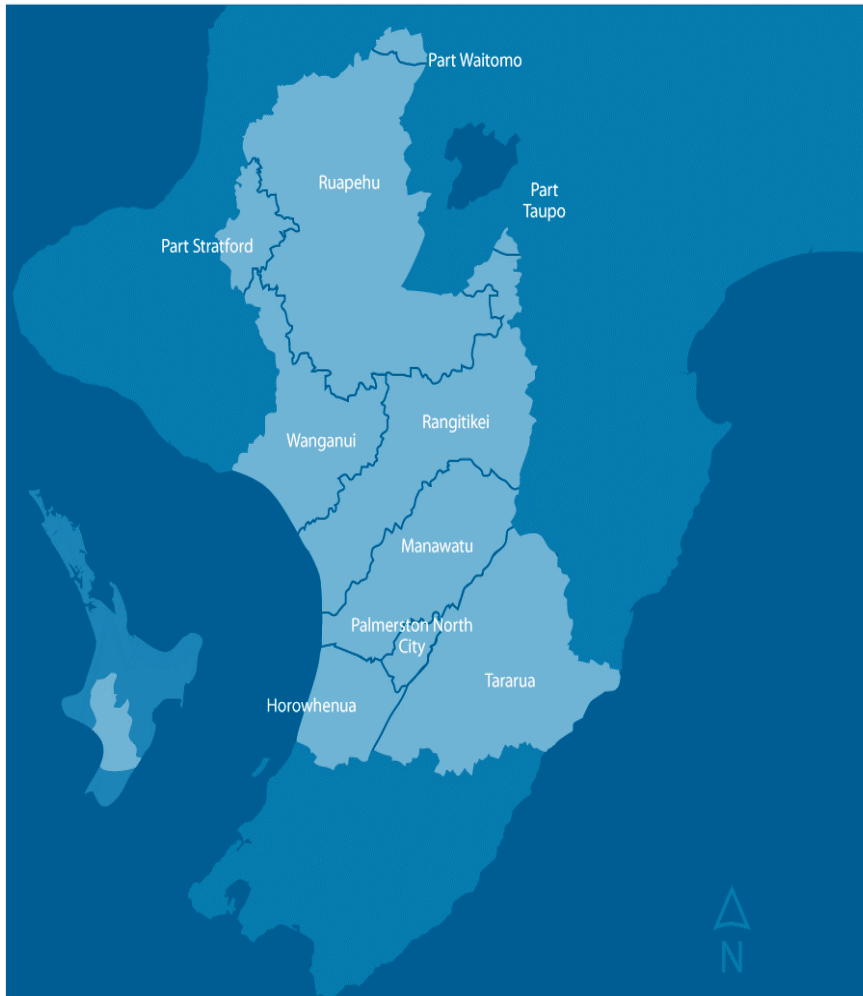 Part Waitomo
Ruapehu
Part
Taupo
Part Stratford
Rangitikei
Wanganui
Manawatu
Palmerston North
City
Tararua
Horowhenua
N